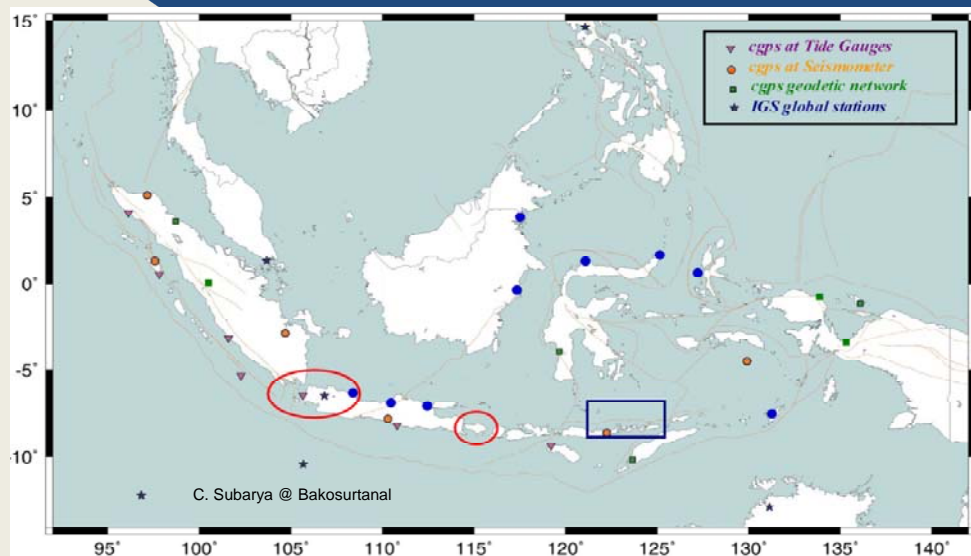 15°
cgps at Tide Gauges
cgps at Seismometer
cgps geodetic network
IGS global stations
10°
5°
0°
-5°
-10°
C. Subarya @ Bakosurtanal
95° 100° 105° 110° 115° 120° 125° 130° 135° 140°